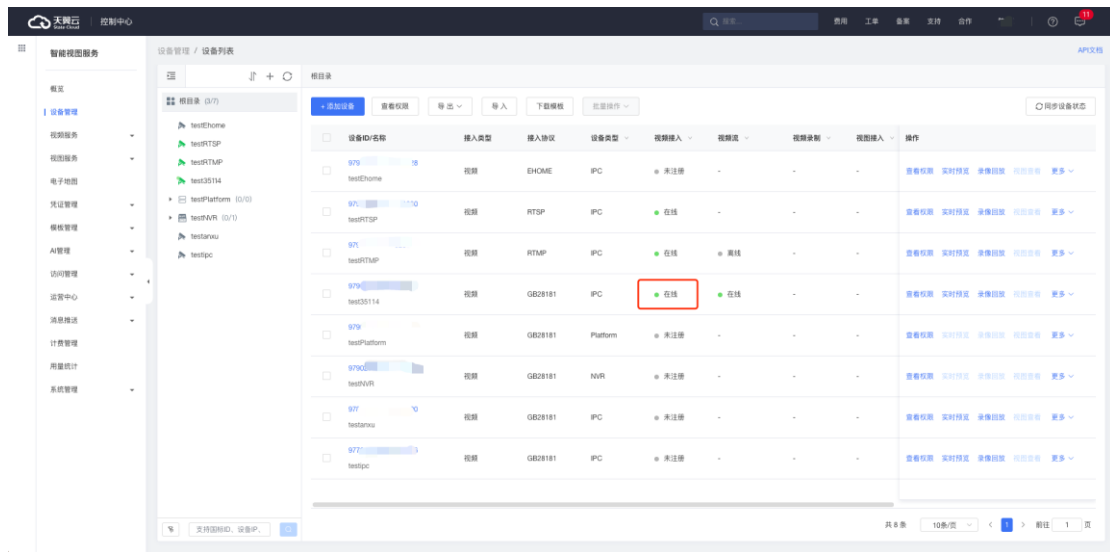 天翼云 控制中心 搜索... 费用 工单 备案 支持 合作 11
State Cloud
智能视图服务 设备管理 / 设备列表 API文档
概览
设备管理
视频服务
视图服务
电子地图
凭证管理
模板管理
AI管理
访问管理
运营中心
消息推送
计费管理
用量统计
系统管理
根目录 (3/7)
testEhome
testRTSP
testRTMP
test35114
testPlatform (0/0)
testNVR (0/1)
testanxu
testipc
支持国标ID、设备IP、
根目录
+ 添加设备 查看权限 导出 导入 下载模板 批量操作 同步设备状态
设备ID/名称 接入类型 接入协议 设备类型 视频接入 视频流 视频录制 视图接入 操作
979 28
testEhome 视频 EHOME IPC 未注册 - - - 查看权限 实时预览 录像回放 视图查看 更多
testRTSP 视频 RTSP IPC 在线 - - - 查看权限 实时预览 录像回放 视图查看 更多
testRTMP 视频 RTMP IPC 在线 离线 - - 查看权限 实时预览 录像回放 视图查看 更多
test35114 视频 GB28181 IPC 在线 在线 - - 查看权限 实时预览 录像回放 视图查看 更多
testPlatform 视频 GB28181 Platform 未注册 - - - 查看权限 实时预览 录像回放 视图查看 更多
testNVR 视频 GB28181 NVR 未注册 - - - 查看权限 实时预览 录像回放 视图查看 更多
testanxu 视频 GB28181 IPC 未注册 - - - 查看权限 实时预览 录像回放 视图查看 更多
testipc 视频 GB28181 IPC 未注册 - - - 查看权限 实时预览 录像回放 视图查看 更多
共 8 条 10条/页 1 前往 1 页